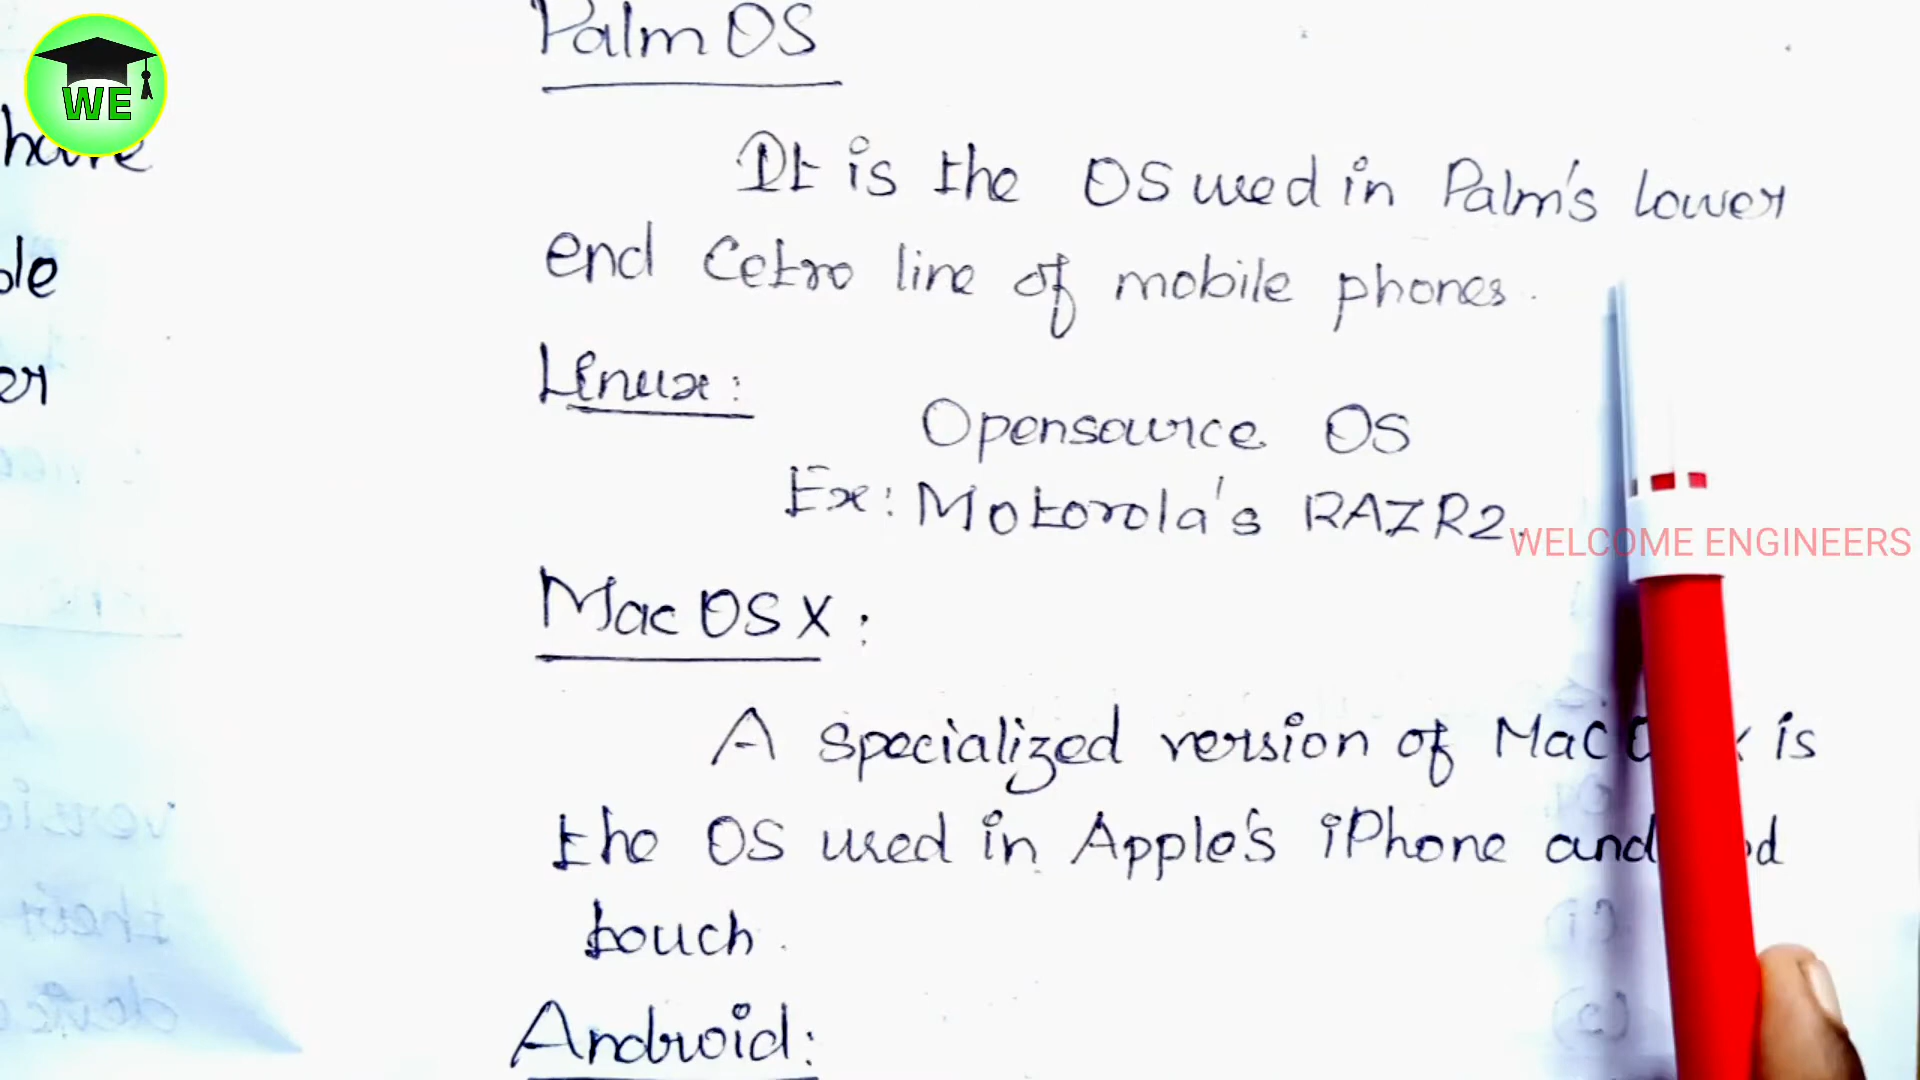 WE
Palm OS
It is the OS used in Palm's lower
end Cetro line of mobile phones.
Linux:
Opensource OS
Ex: Motorola's RAZR2.
WELCOME ENGINEERS
Mac OS X:
A specialized version of Mac is
the OS used in Apple's iPhone and
touch.
Android: